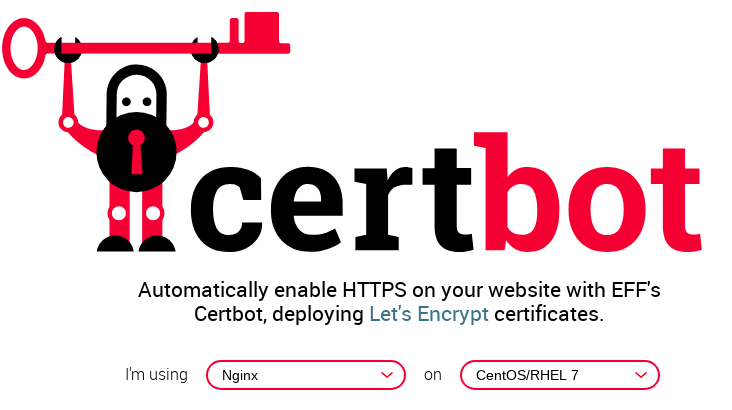 certbot
Automatically enable HTTPS on your website with EFF's
Certbot, deploying Let's Encrypt certificates.
I'm using Nginx on CentOS/RHEL 7